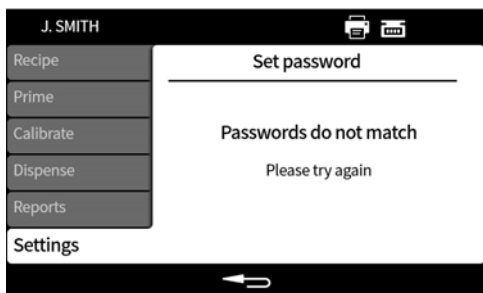 J. SMITH
Recipe
Set password
Prime
Calibrate
Passwords do not match
Dispense
Please try again
Reports
Settings